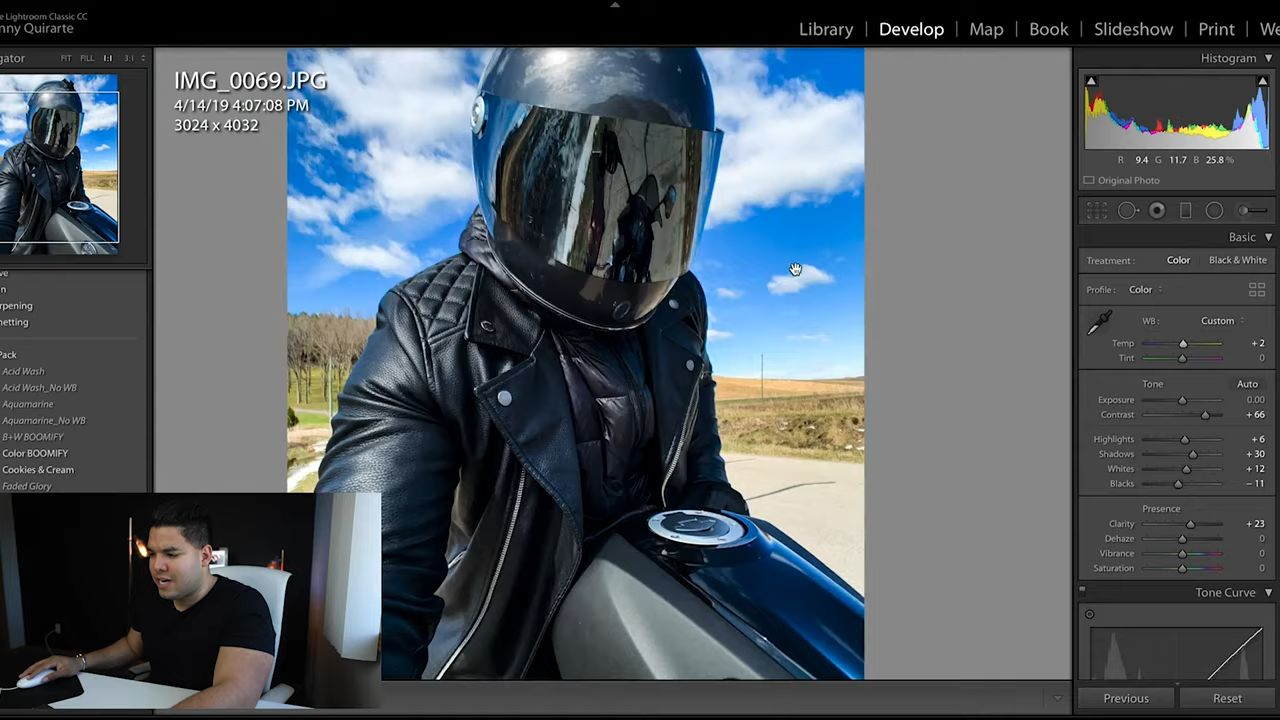 e Lightroom Classic CC
nny Quirarte
Library | Develop | Map | Book | Slideshow | Print | We
gator FIT FILL 1:1 3:1
Histogram
IMG_0069.JPG
4/14/19 4:07:08 PM
3024 x 4032
R 9.4 G 11.7 B 25.8 %
Original Photo
Basic
Treatment : Color Black & White
Profile : Color
WB : Custom
Temp + 2
Tint 0
Tone Auto
Exposure 0.00
Contrast + 66
Highlights + 6
Shadows + 30
Whites + 12
Blacks – 11
Presence
Clarity + 23
Dehaze 0
Vibrance 0
Saturation 0
Tone Curve
Previous Reset
ve
n
rpening
netting
Pack
Acid Wash
Acid Wash_No WB
Aquamarine
Aquamarine_No WB
B+W BOOMIFY
Color BOOMIFY
Cookies & Cream
Faded Glory